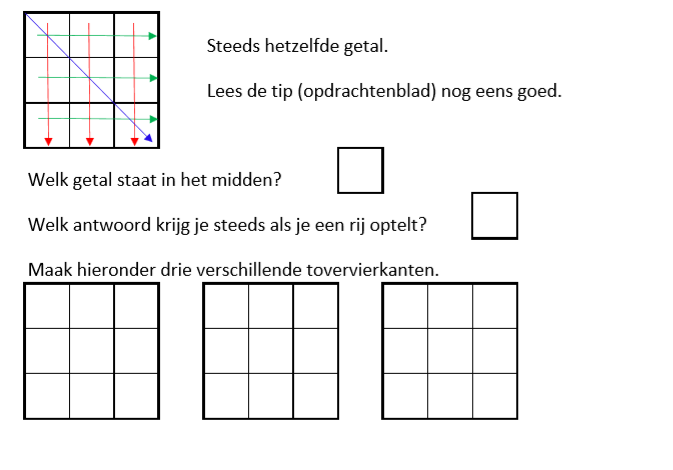 Steeds hetzelfde getal.
Lees de tip (opdrachtenblad) nog eens goed.
Welk getal staat in het midden?
Welk antwoord krijg je steeds als je een rij optelt?
Maak hieronder drie verschillende tovervierkanten.